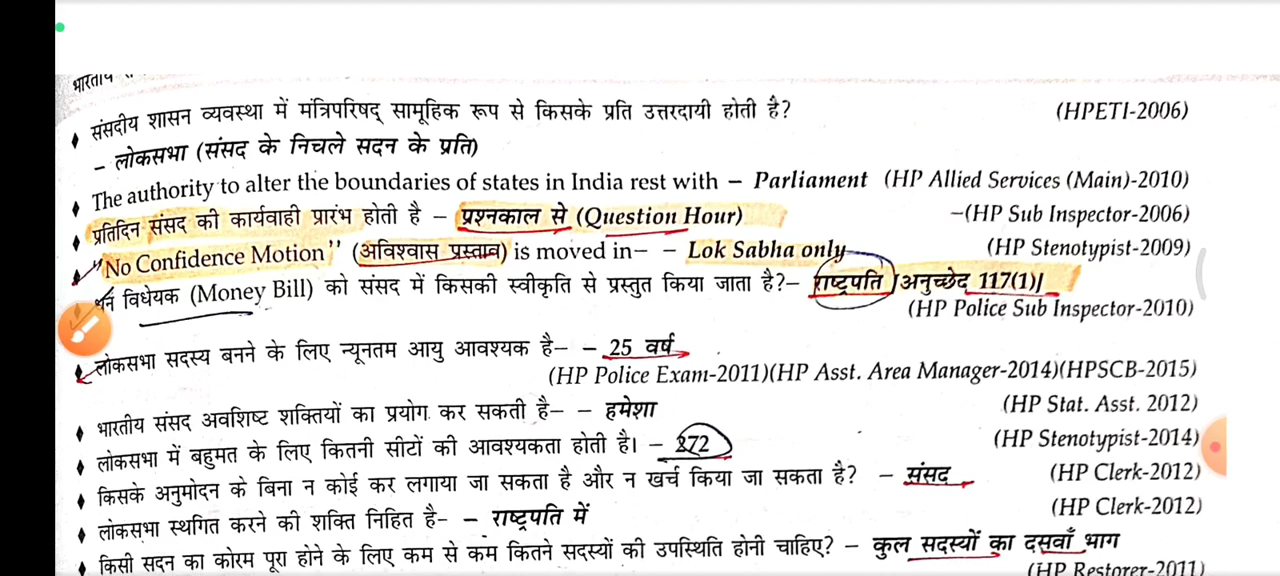 संसदीय शासन व्यवस्था में मंत्रिपरिषद् सामूहिक रूप से किसके प्रति उत्तरदायी होती है? (HPETI-2006)
– लोकसभा (संसद के निचले सदन के प्रति)
The authority to alter the boundaries of states in India rest with – Parliament (HP Allied Services (Main)-2010)
प्रतिदिन संसद की कार्यवाही प्रारंभ होती है – प्रश्नकाल से (Question Hour) –(HP Sub Inspector-2006)
"No Confidence Motion" (अविश्वास प्रस्ताव) is moved in– – Lok Sabha only (HP Stenotypist-2009)
विधेयक (Money Bill) को संसद में किसकी स्वीकृति से प्रस्तुत किया जाता है?– राष्ट्रपति अनुच्छेद 117(1)
(HP Police Sub Inspector-2010)
लोकसभा सदस्य बनने के लिए न्यूनतम आयु आवश्यक है– – 25 वर्ष
(HP Police Exam-2011)(HP Asst. Area Manager-2014)(HPSCB-2015)
भारतीय संसद अवशिष्ट शक्तियों का प्रयोग कर सकती है– – हमेशा (HP Stat. Asst. 2012)
लोकसभा में बहुमत के लिए कितनी सीटों की आवश्यकता होती है। – 272 (HP Stenotypist-2014)
किसके अनुमोदन के बिना न कोई कर लगाया जा सकता है और न खर्च किया जा सकता है? – संसद (HP Clerk-2012)
लोकसभा स्थगित करने की शक्ति निहित है- – राष्ट्रपति में (HP Clerk-2012)
किसी सदन का कोरम पूरा होने के लिए कम से कम कितने सदस्यों की उपस्थिति होनी चाहिए? – कुल सदस्यों का दसवाँ भाग
(HP Restorer-2011)